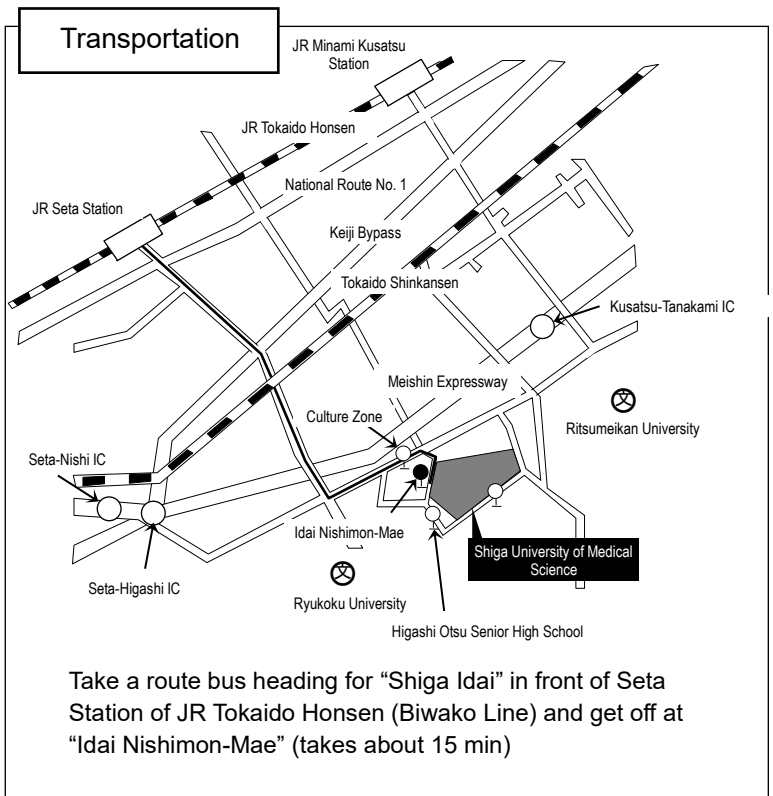 Transportation
JR Minami Kusatsu
Station
JR Tokaido Honsen
National Route No. 1
JR Seta Station
Keiji Bypass
Tokaido Shinkansen
Kusatsu-Tanakami IC
Meishin Expressway
Culture Zone
文
Ritsumeikan University
Seta-Nishi IC
Idai Nishimon-Mae
Shiga University of Medical
Science
Seta-Higashi IC
文
Ryukoku University
Higashi Otsu Senior High School
Take a route bus heading for “Shiga Idai” in front of Seta
Station of JR Tokaido Honsen (Biwako Line) and get off at
“Idai Nishimon-Mae” (takes about 15 min)